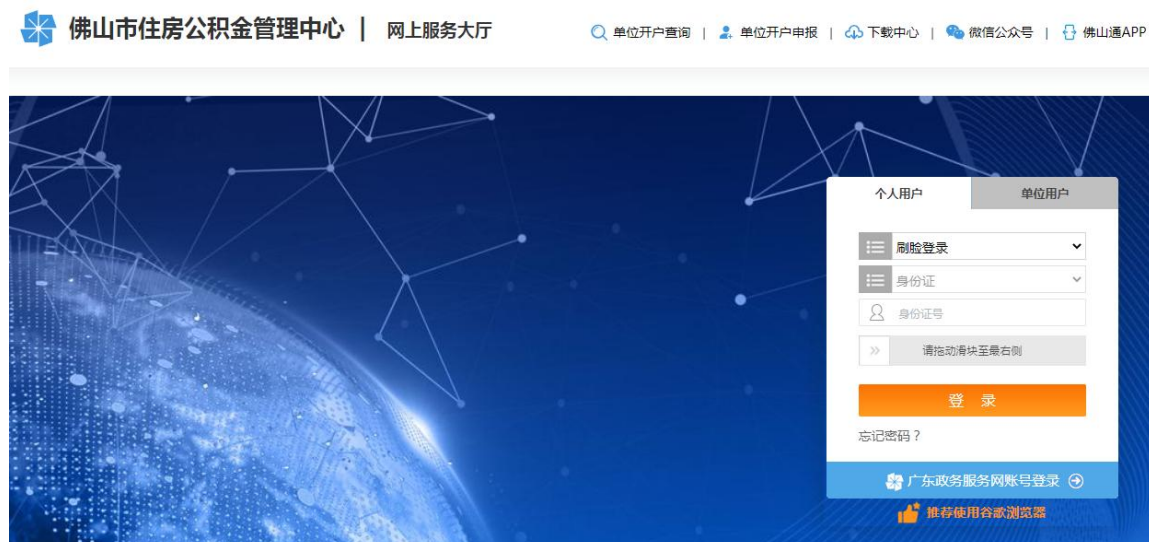 佛山市住房公积金管理中心 | 网上服务大厅
单位开户查询 | 单位开户申报 | 下载中心 | 微信公众号 | 佛山通APP
个人用户 单位用户
刷脸登录
身份证
身份证号
请拖动滑块至最右侧
登 录
忘记密码？
广东政务服务网账号登录
推荐使用谷歌浏览器